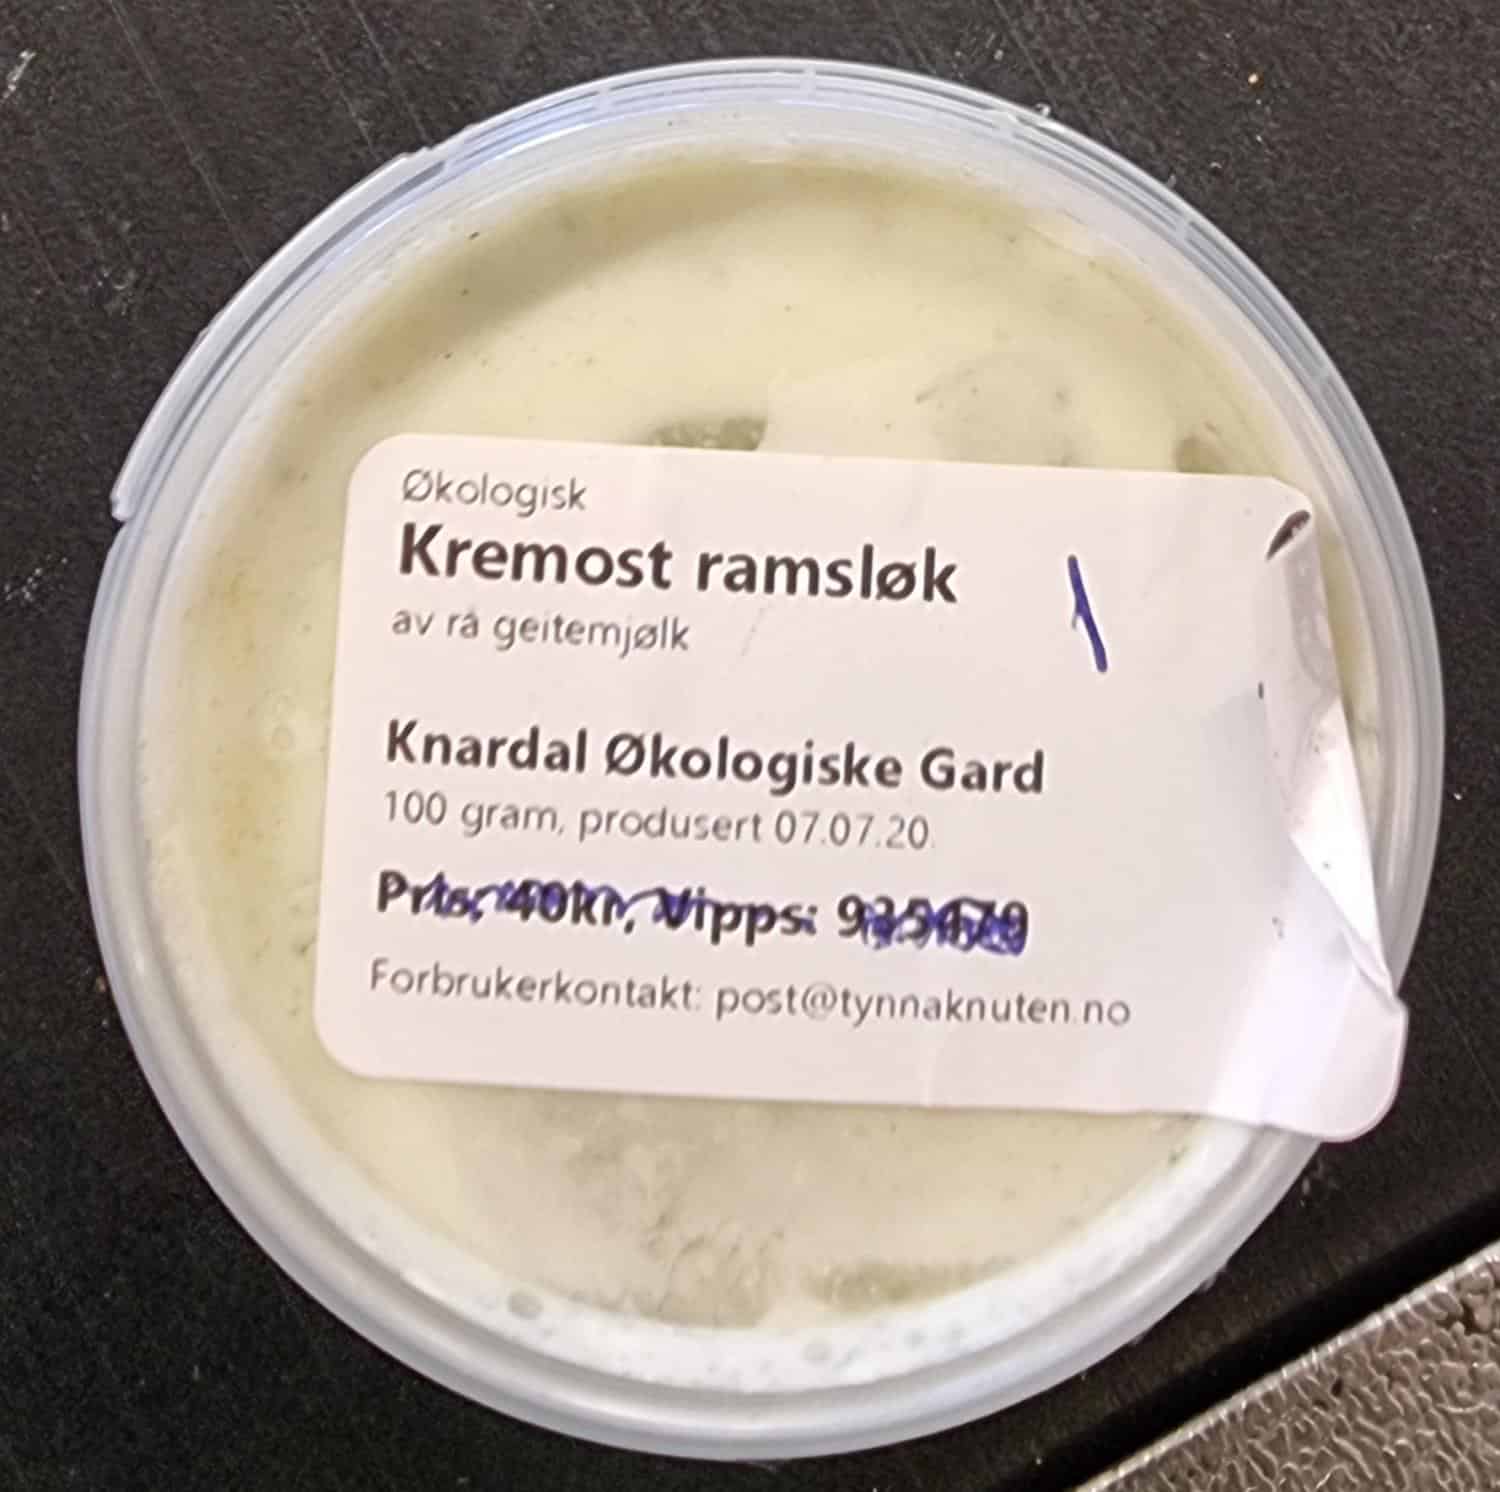 Økologisk
Kremost ramsløk
av rå geitemjølk
Knardal Økologiske Gard
100 gram, produsert 07.07.20.
Pris: 40kr, Vipps: 935479
Forbrukerkontakt: post@tynnaknuten.no